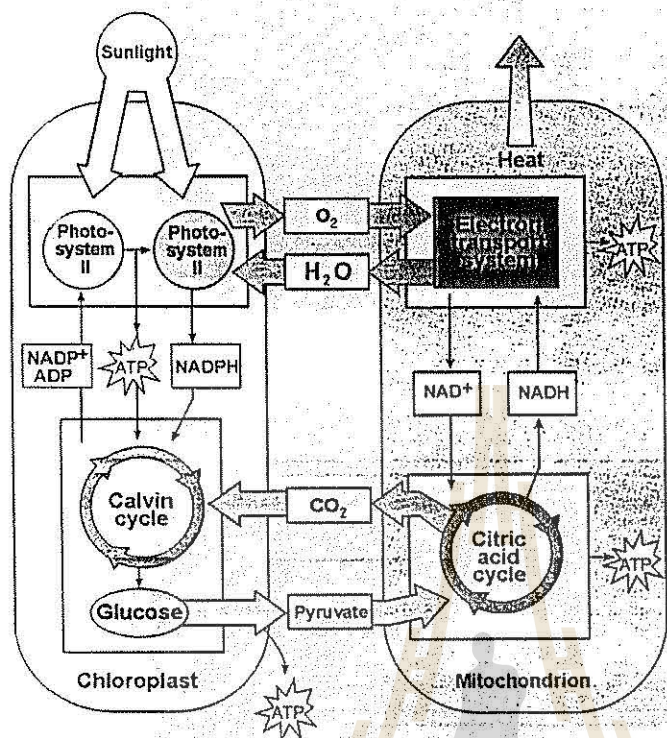 Sunlight
Heat
Photo-
system
II
Photo-
system
II
O₂
H₂O
Electron
transport
system
ATP
NADP⁺
ADP
ATP
NADPH
NAD⁺
NADH
Calvin
cycle
CO₂
Citric
acid
cycle
ATP
Glucose
Pyruvate
Chloroplast
Mitochondrion
ATP